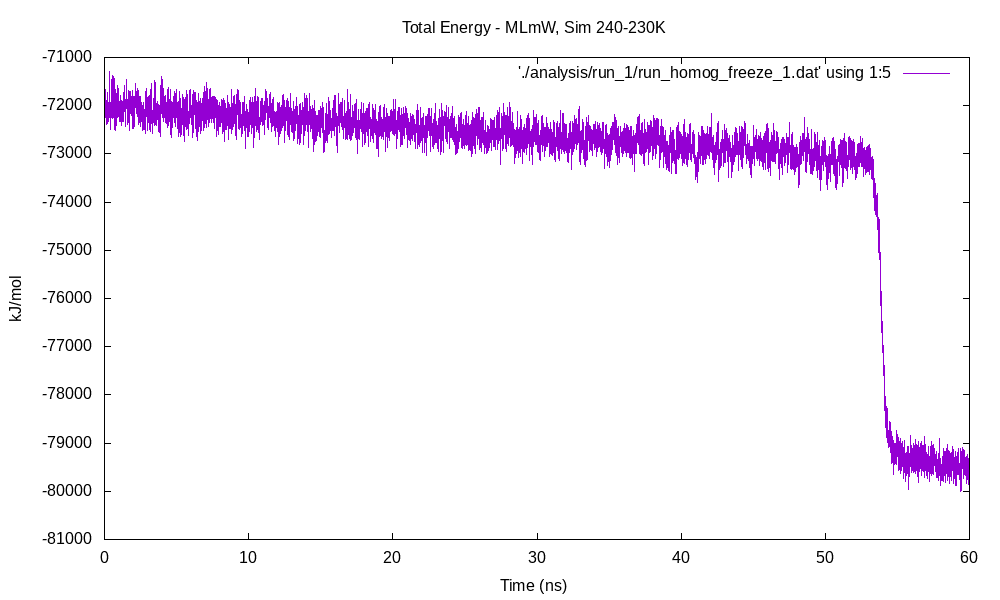 Total Energy - MLmW, Sim 240-230K
'./analysis/run_1/run_homog_freeze_1.dat' using 1:5
-71000
-72000
-73000
-74000
-75000
-76000
-77000
-78000
-79000
-80000
-81000
kJ/mol
0 10 20 30 40 50 60
Time (ns)